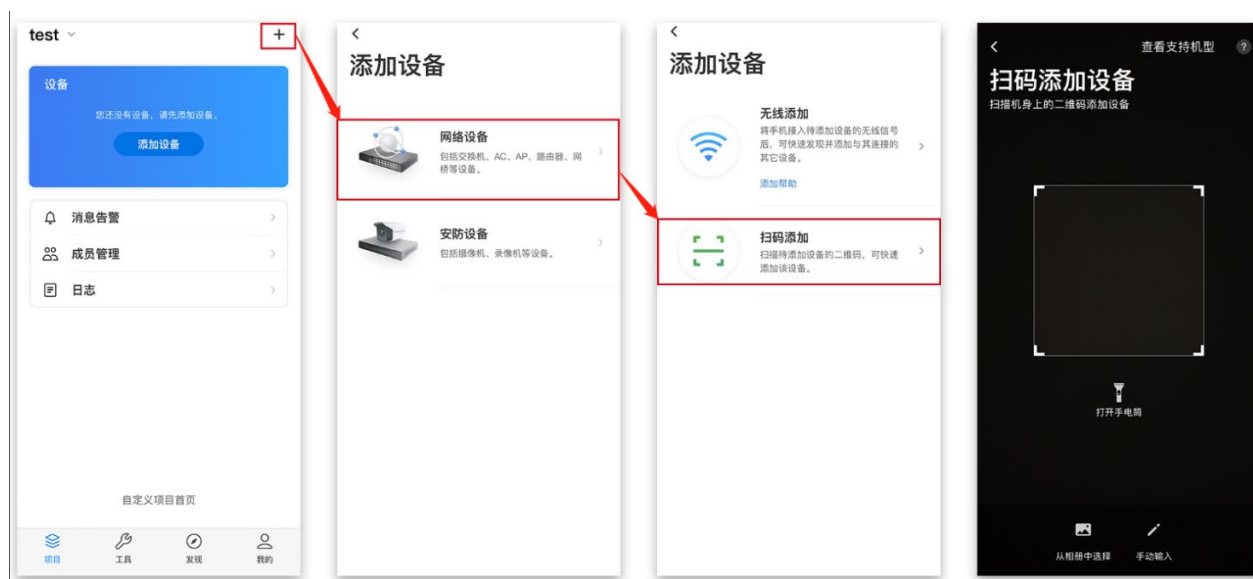 test
+
设备
您还没有设备，请先添加设备。
添加设备
消息告警
成员管理
日志
自定义项目首页
项目
工具
发现
我的
添加设备
网络设备
包括交换机、AC、AP、路由器、网
桥等设备。
安防设备
包括摄像机、录像机等设备。
添加设备
无线添加
将手机接入待添加设备的无线信号
后，可快速发现并添加与其连接的
其它设备。
添加帮助
扫码添加
扫描待添加设备的二维码，可快速
添加该设备。
查看支持机型 ?
扫码添加设备
扫描机身上的二维码添加设备
打开手电筒
从相册中选择
手动输入